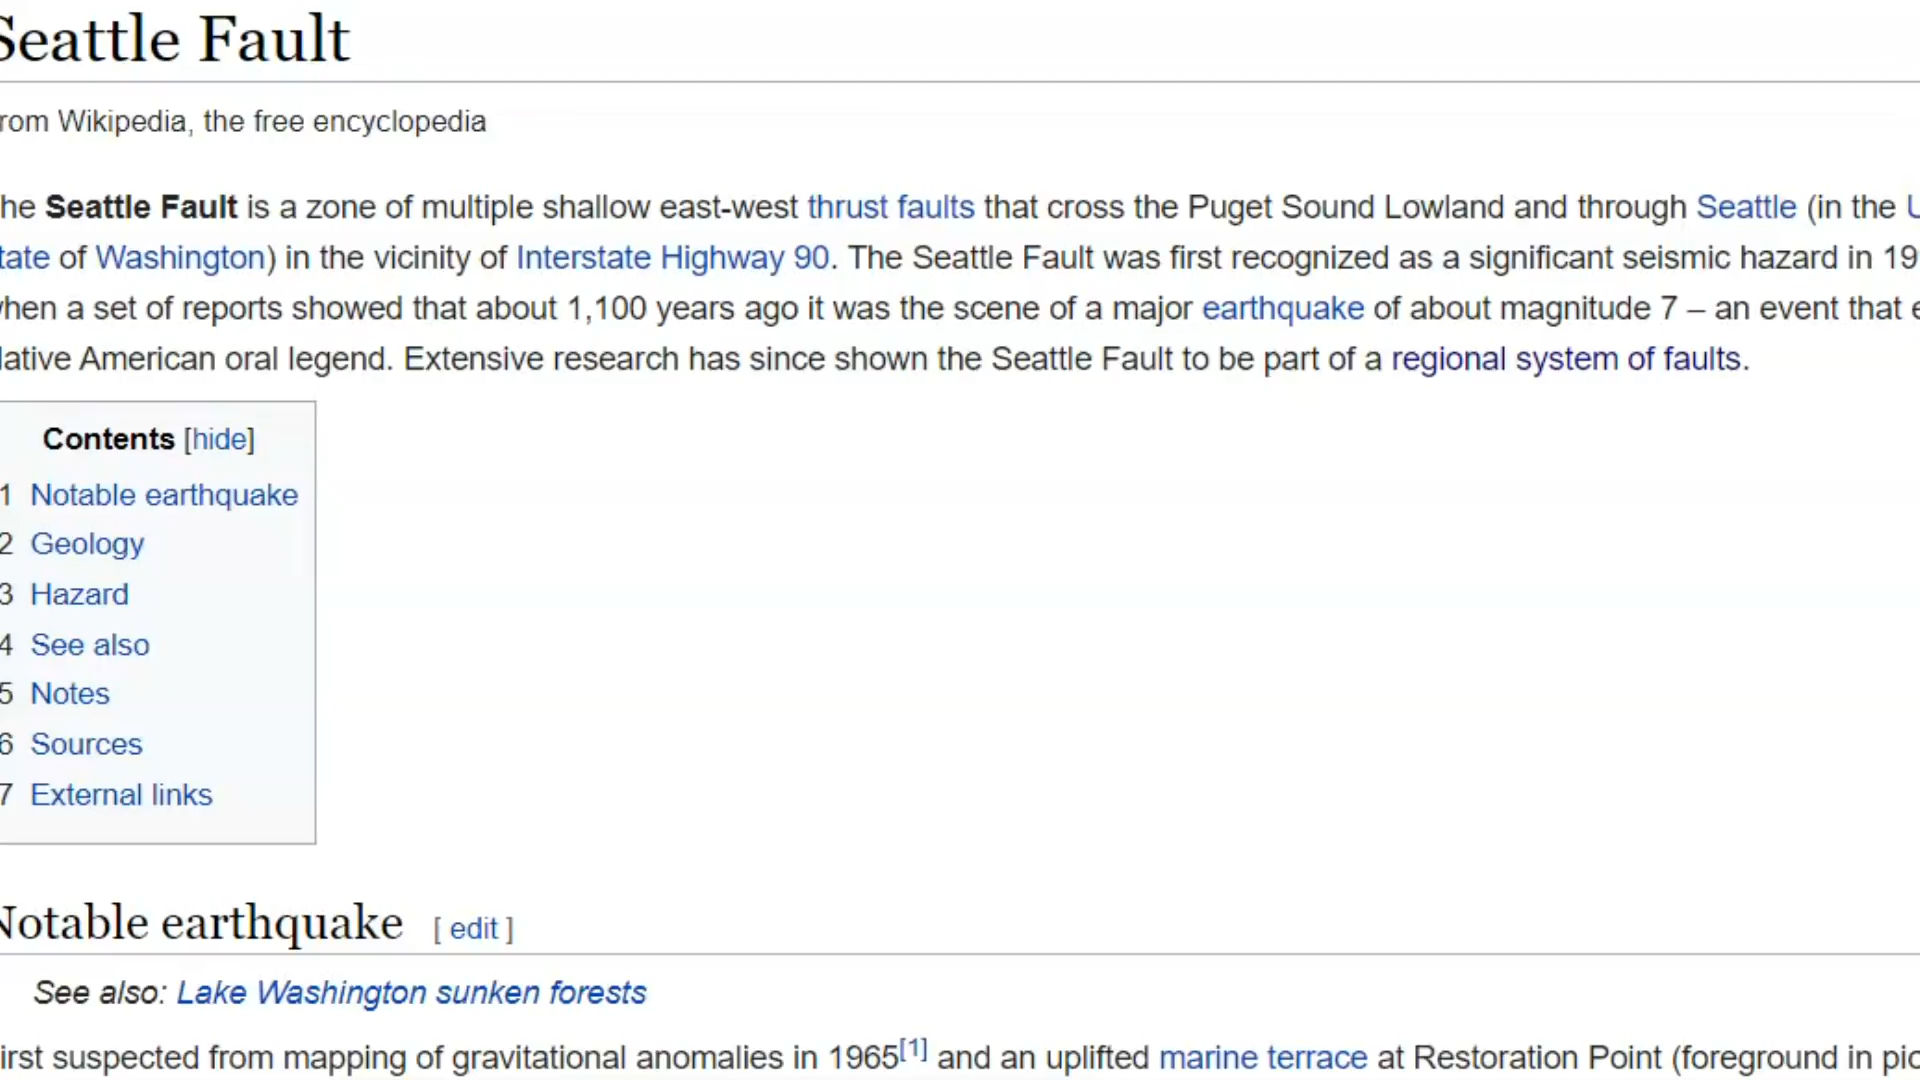 Seattle Fault
rom Wikipedia, the free encyclopedia
he Seattle Fault is a zone of multiple shallow east-west thrust faults that cross the Puget Sound Lowland and through Seattle (in the U
tate of Washington) in the vicinity of Interstate Highway 90. The Seattle Fault was first recognized as a significant seismic hazard in 19
when a set of reports showed that about 1,100 years ago it was the scene of a major earthquake of about magnitude 7 – an event that e
lative American oral legend. Extensive research has since shown the Seattle Fault to be part of a regional system of faults.
Contents [hide]
1 Notable earthquake
2 Geology
3 Hazard
4 See also
5 Notes
6 Sources
7 External links
Notable earthquake [ edit ]
See also: Lake Washington sunken forests
irst suspected from mapping of gravitational anomalies in 1965[1] and an uplifted marine terrace at Restoration Point (foreground in pic